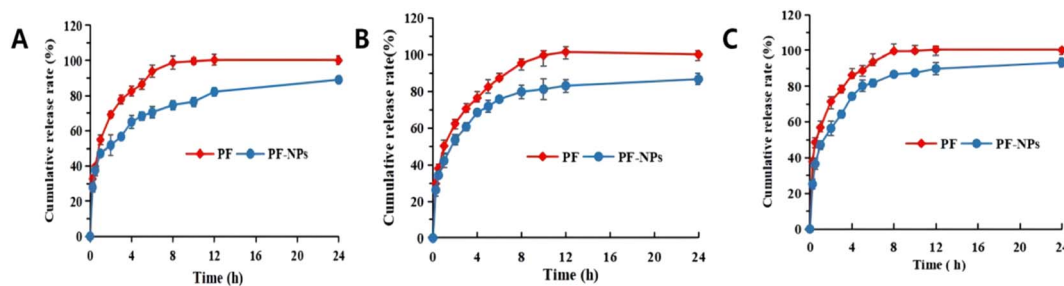 A
Cumulative release rate (%)
120
100
80
60
40
20
0
PF PF-NPs
0 4 8 12 16 20 24
Time (h)
B
Cumulative release rate(%)
120
100
80
60
40
20
0
PF PF-NPs
0 4 8 12 16 20 24
Time (h)
C
Cumulative release rate (%)
120
100
80
60
40
20
0
PF PF-NPs
0 4 8 12 16 20 24
Time ( h)